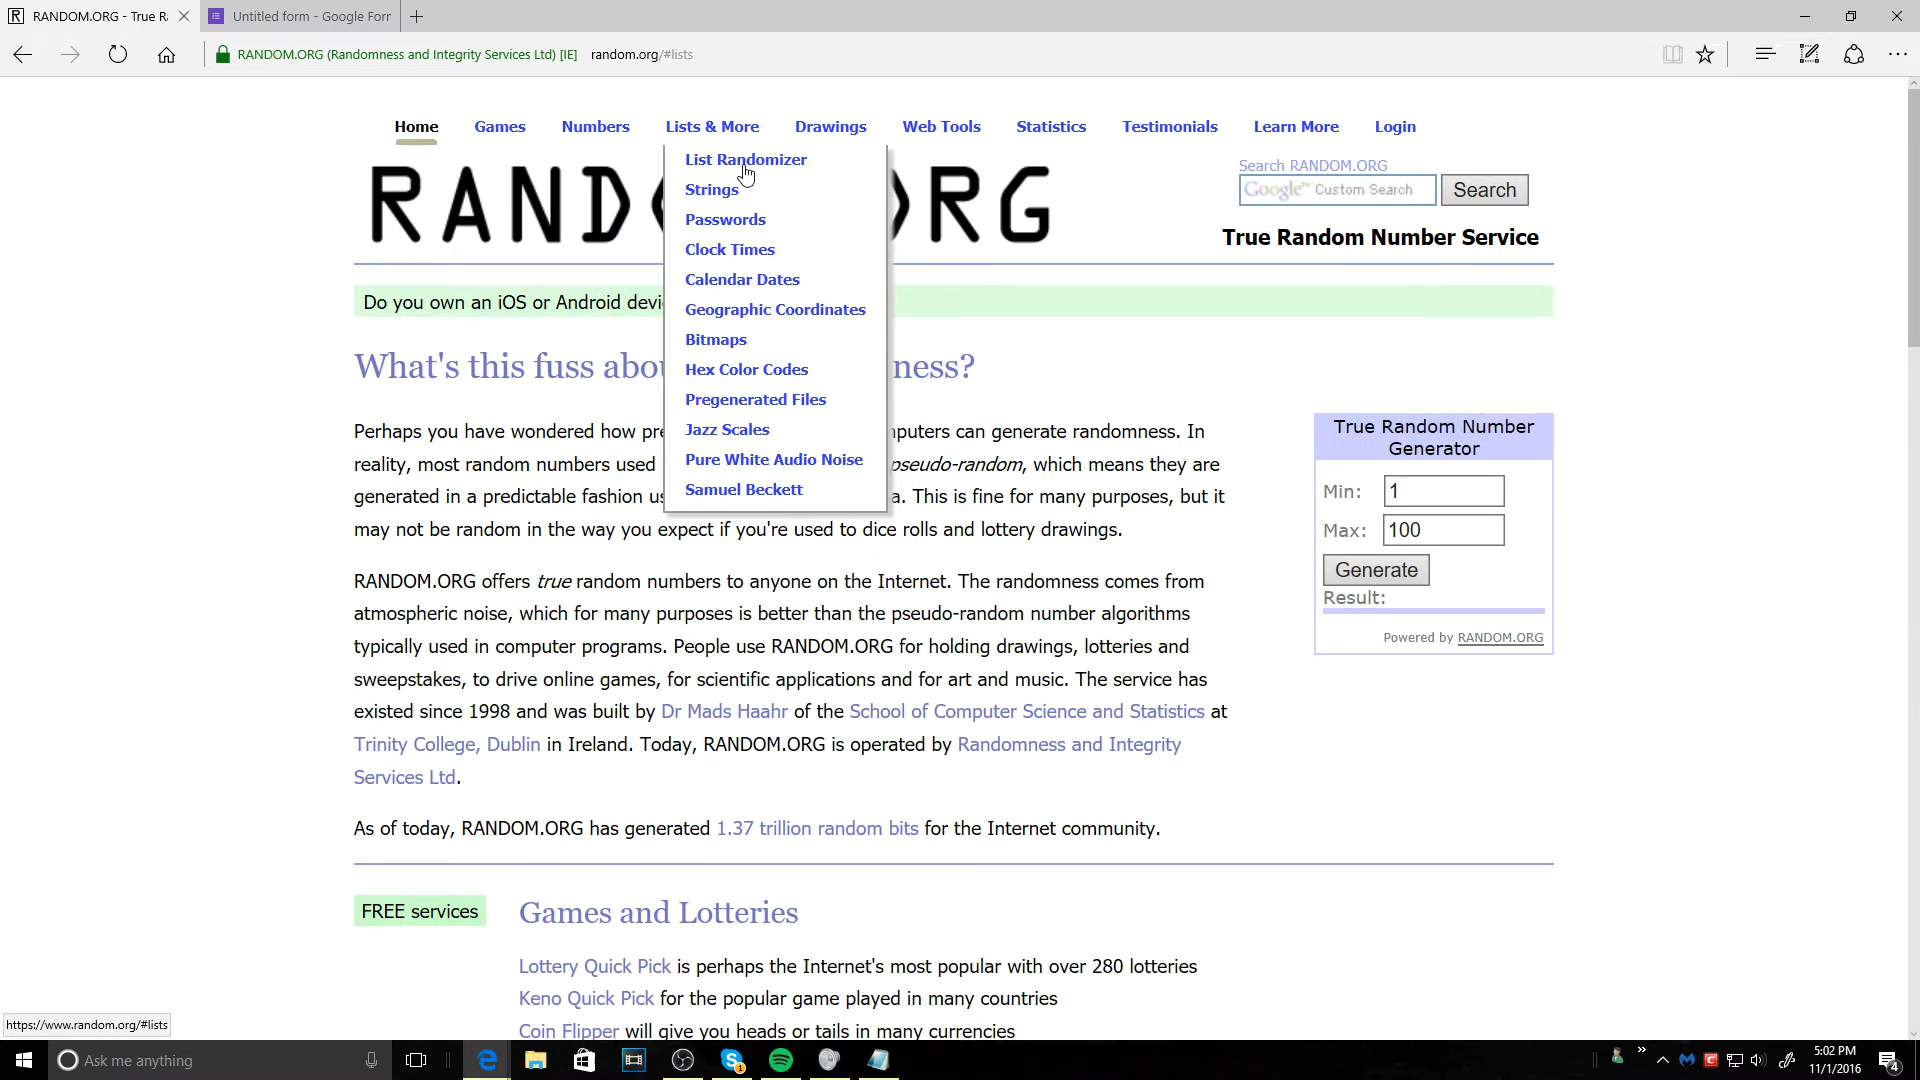 RANDOM.ORG - True R
Untitled form - Google Forr
RANDOM.ORG (Randomness and Integrity Services Ltd) [IE] random.org/#lists
Home Games Numbers Lists & More Drawings Web Tools Statistics Testimonials Learn More Login
List Randomizer
Strings
Passwords
Clock Times
Calendar Dates
Geographic Coordinates
Bitmaps
Hex Color Codes
Pregenerated Files
Jazz Scales
Pure White Audio Noise
Samuel Beckett
RAND RG
Search RANDOM.ORG
Google™ Custom Search Search
True Random Number Service
Do you own an iOS or Android devi
What's this fuss abou ness?
Perhaps you have wondered how pre nputers can generate randomness. In
reality, most random numbers used pseudo-random, which means they are
generated in a predictable fashion us a. This is fine for many purposes, but it
may not be random in the way you expect if you're used to dice rolls and lottery drawings.
RANDOM.ORG offers true random numbers to anyone on the Internet. The randomness comes from
atmospheric noise, which for many purposes is better than the pseudo-random number algorithms
typically used in computer programs. People use RANDOM.ORG for holding drawings, lotteries and
sweepstakes, to drive online games, for scientific applications and for art and music. The service has
existed since 1998 and was built by Dr Mads Haahr of the School of Computer Science and Statistics at
Trinity College, Dublin in Ireland. Today, RANDOM.ORG is operated by Randomness and Integrity
Services Ltd.
As of today, RANDOM.ORG has generated 1.37 trillion random bits for the Internet community.
True Random Number
Generator
Min: 1
Max: 100
Generate
Result:
Powered by RANDOM.ORG
FREE services
Games and Lotteries
Lottery Quick Pick is perhaps the Internet's most popular with over 280 lotteries
Keno Quick Pick for the popular game played in many countries
Coin Flipper will give you heads or tails in many currencies
https://www.random.org/#lists
Ask me anything
5:02 PM
11/1/2016
4